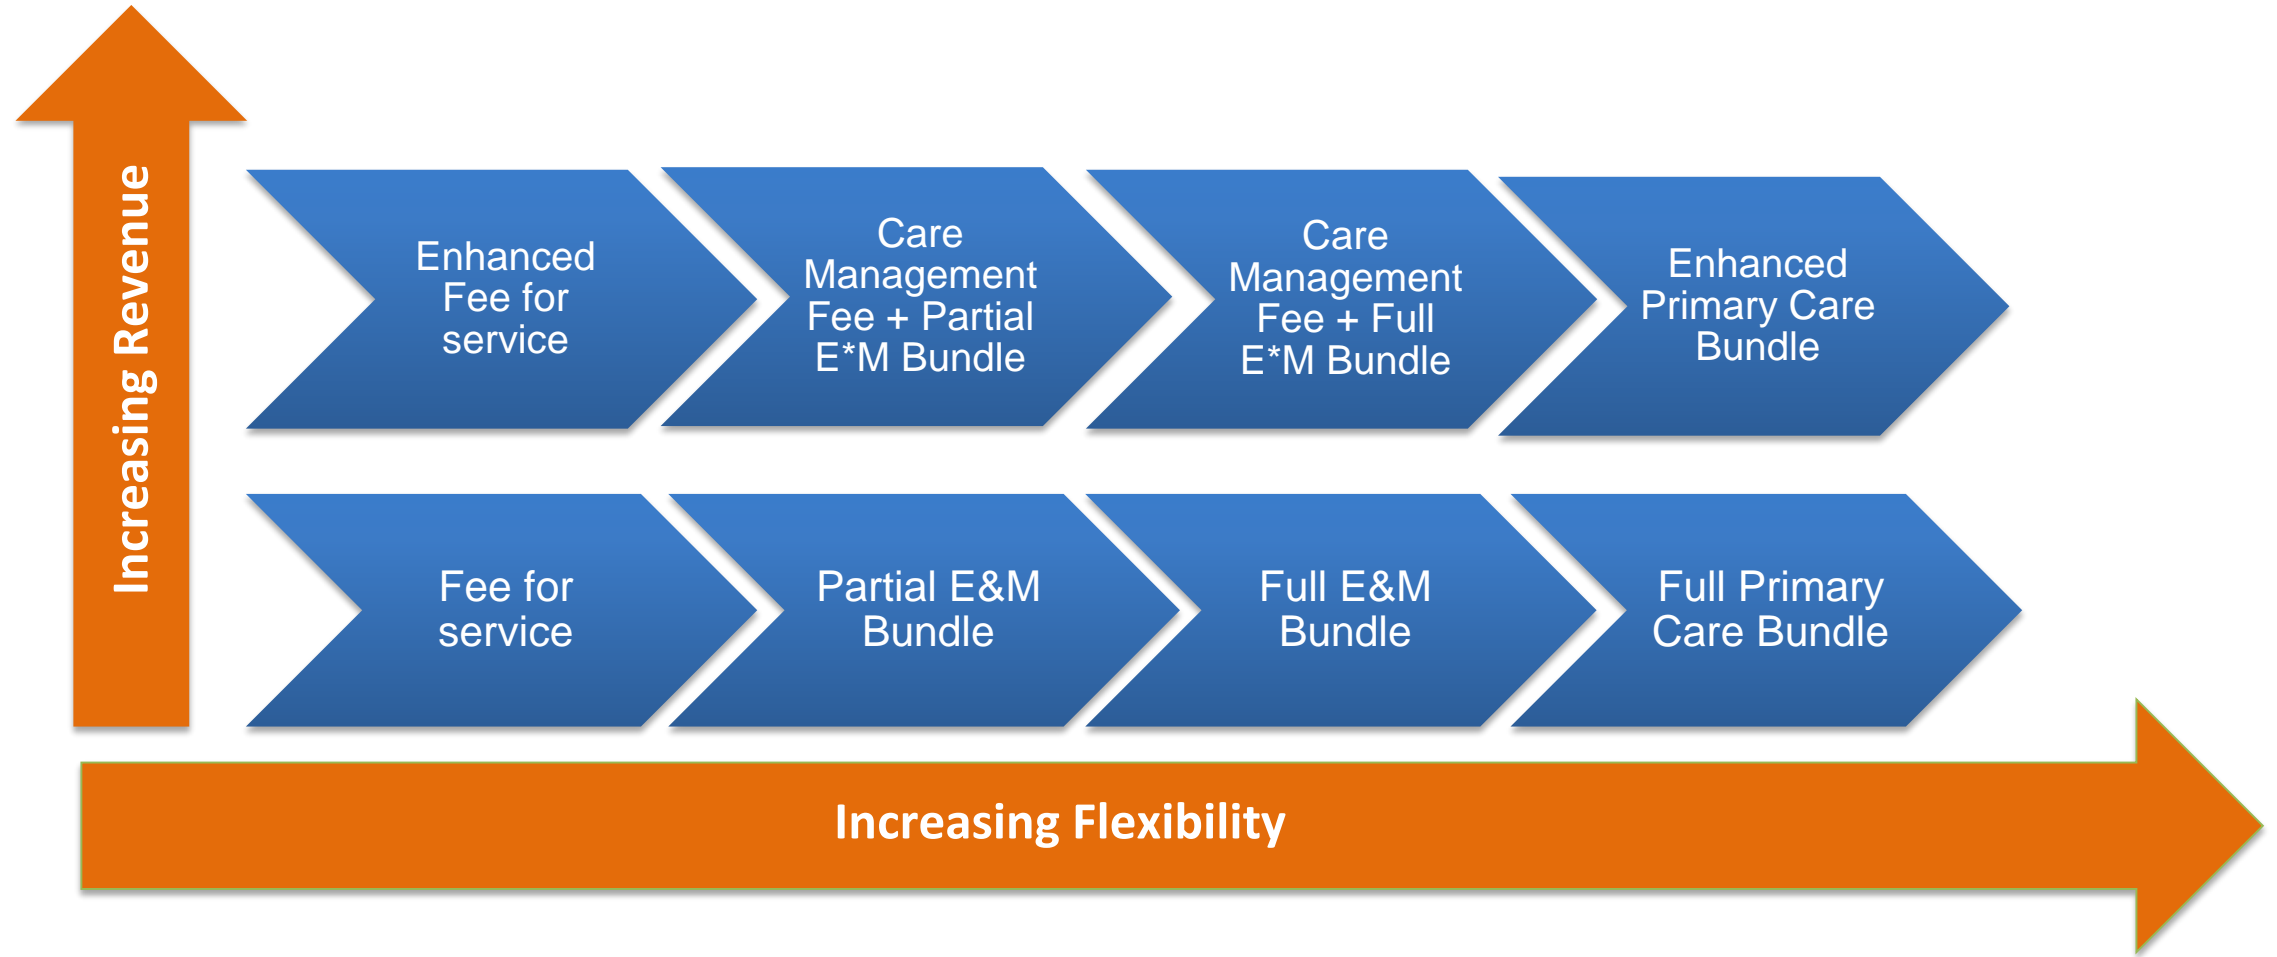 Increasing Revenue
Enhanced
Fee for
service
Care
Management
Fee + Partial
E*M Bundle
Care
Management
Fee + Full
E*M Bundle
Enhanced
Primary Care
Bundle
Fee for
service
Partial E&M
Bundle
Full E&M
Bundle
Full Primary
Care Bundle
Increasing Flexibility